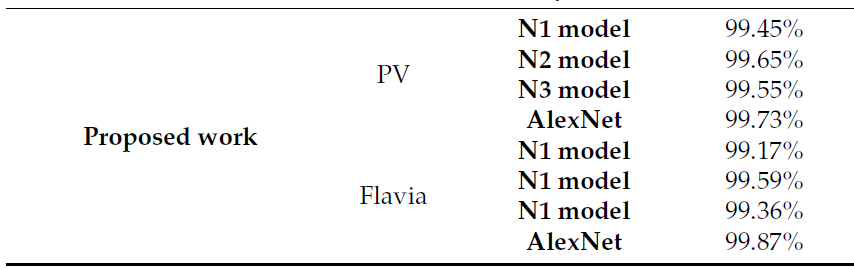 N1 model 99.45%
N2 model 99.65%
PV
N3 model 99.55%
AlexNet 99.73%
Proposed work
N1 model 99.17%
N1 model 99.59%
Flavia
N1 model 99.36%
AlexNet 99.87%